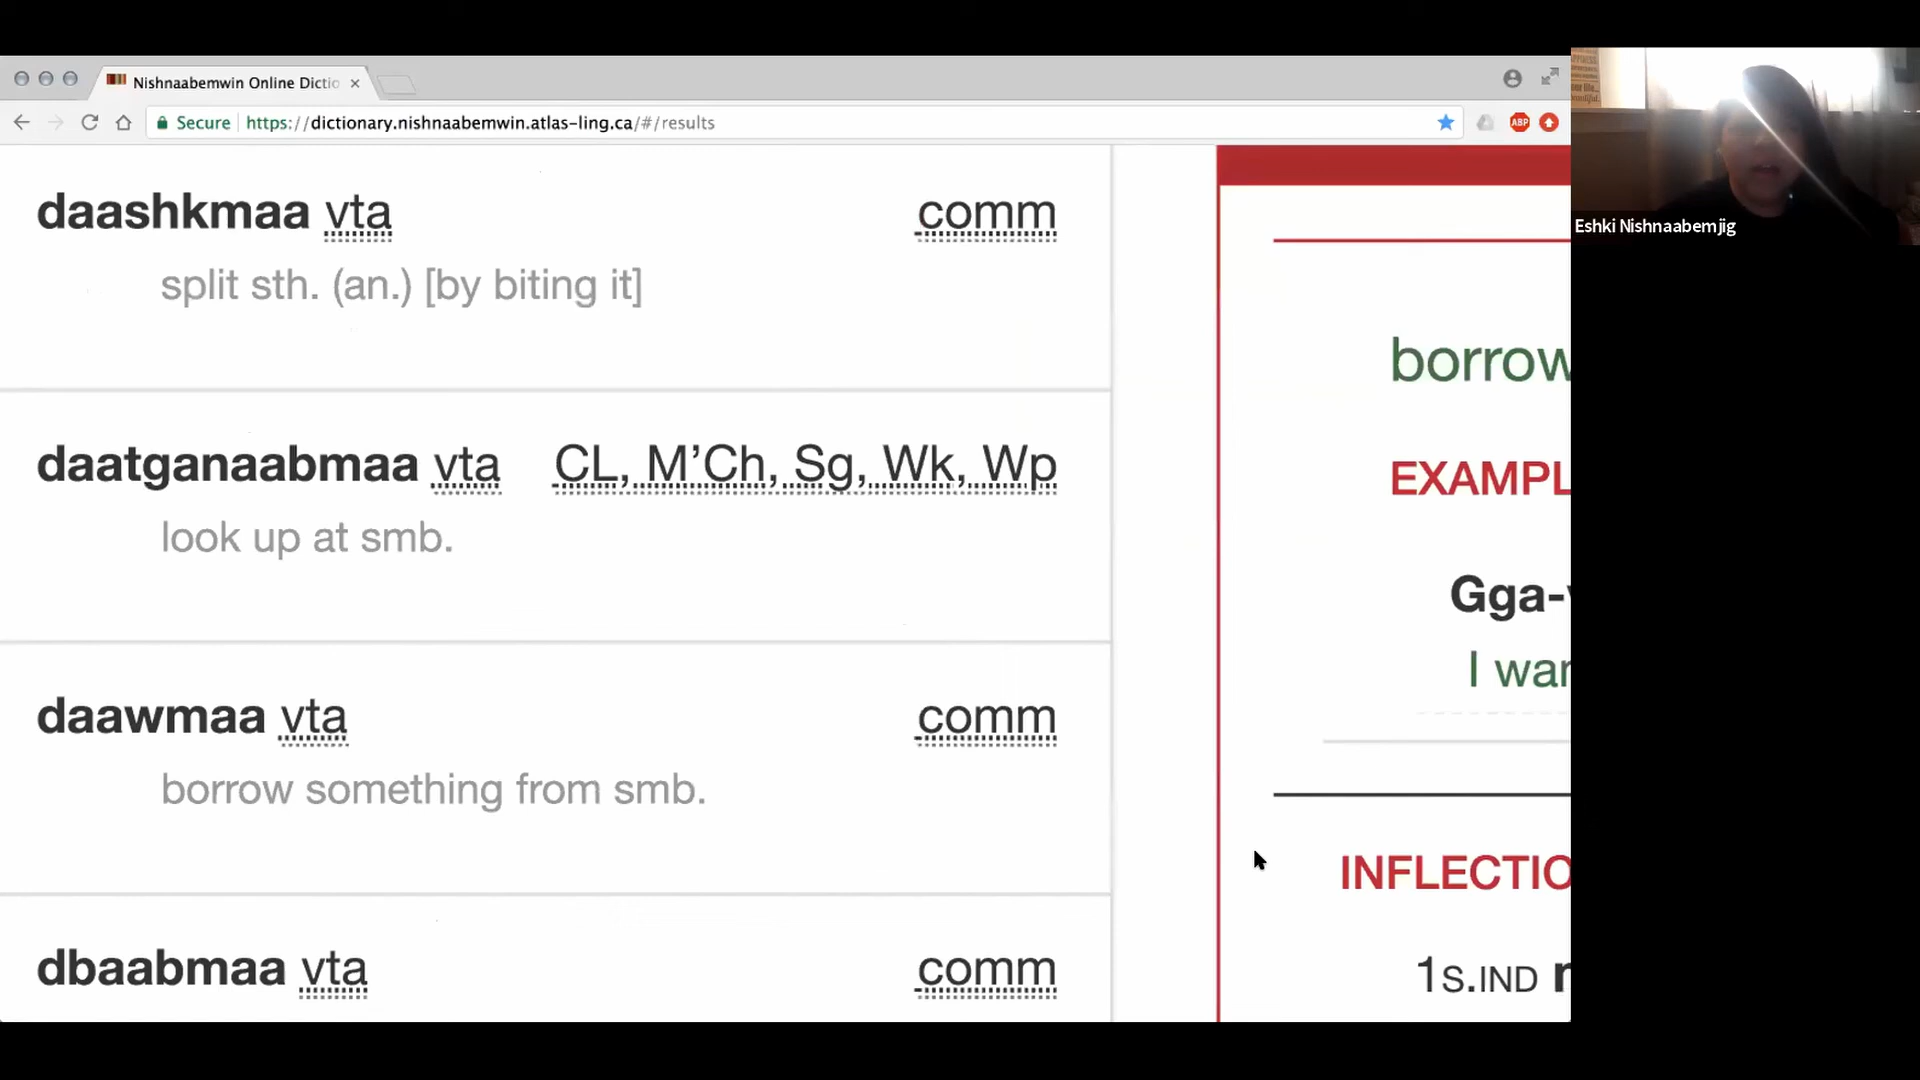 Nishnaabemwin Online Dictio
Secure
https://dictionary.nishnaabemwin.atlas-ling.ca/#/results
ABP
daashkmaa vta comm
split sth. (an.) [by biting it]
daatganaabmaa vta CL, M’Ch, Sg, Wk, Wp
look up at smb.
daawmaa vta comm
borrow something from smb.
dbaabmaa vta comm
borrow
EXAMPL
Gga-
I wan
INFLECTIO
1S.IND
Eshki Nishnaabemjig